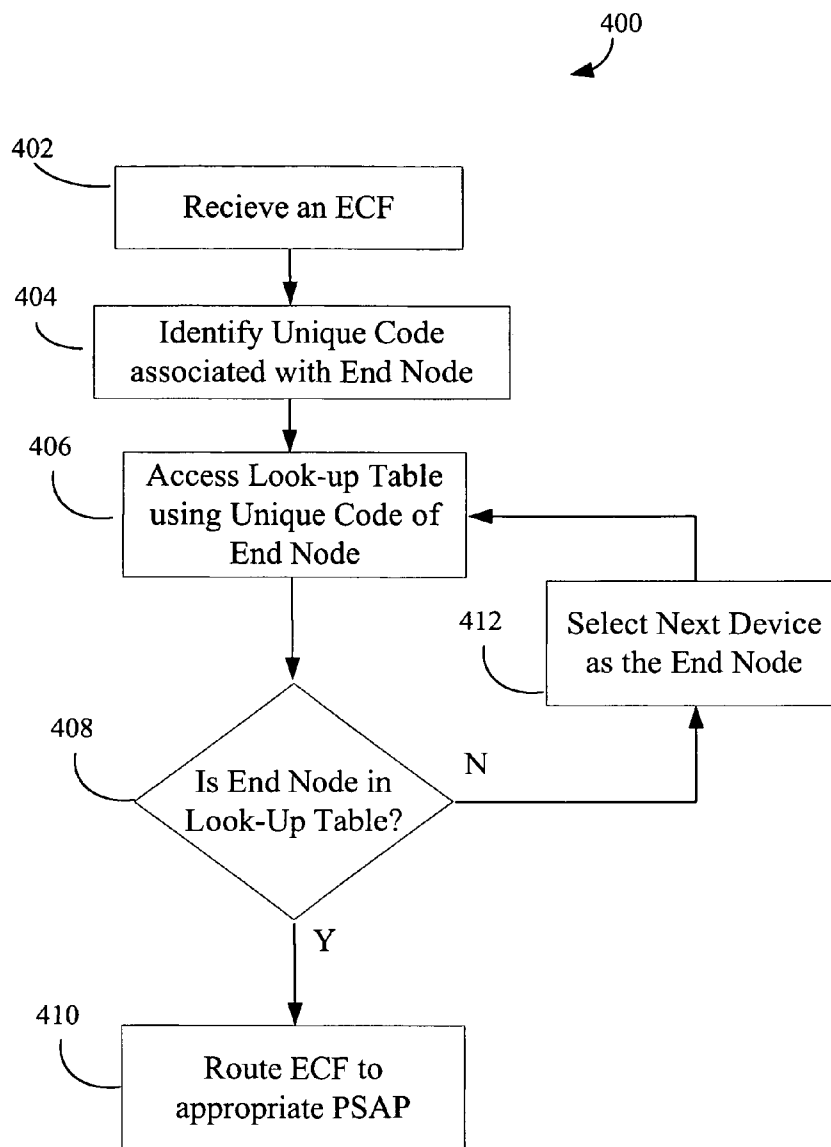 400
402
Recieve an ECF
404
Identify Unique Code
associated with End Node
406
Access Look-up Table
using Unique Code of
End Node
412
Select Next Device
as the End Node
408
Is End Node in
Look-Up Table?
N
Y
410
Route ECF to
appropriate PSAP